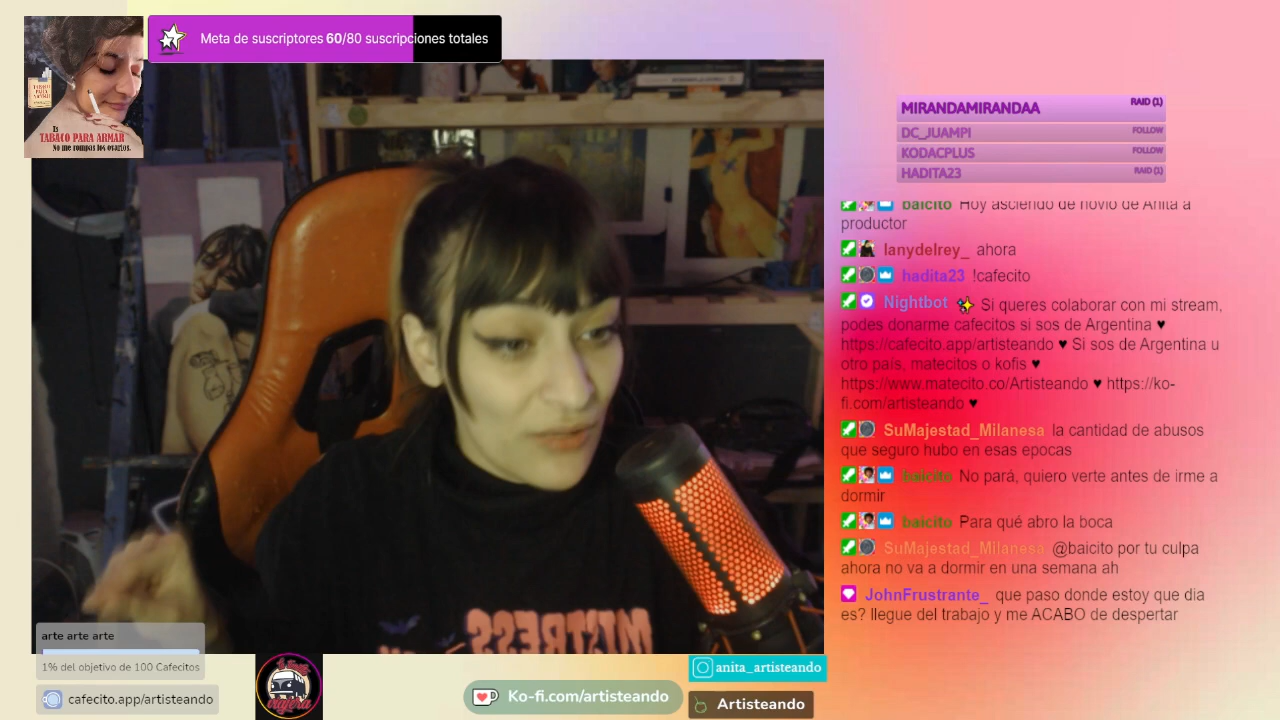 Meta de suscriptores 60/80 suscripciones totales
Is
TABACO PARA ARMAR
No me rompas los ovarios.
MIRANDAMIRANDAA RAID (1)
DC_JUAMPI FOLLOW
KODACPLUS FOLLOW
HADITA23 RAID (1)
baicito Hoy asciendo de novio de Anita a
productor
lanydelrey_ ahora
hadita23 !cafecito
Nightbot ✨ Si queres colaborar con mi stream,
podes donarme cafecitos si sos de Argentina ♥
https://cafecito.app/artisteando ♥ Si sos de Argentina u
otro país, matecitos o kofis ♥
https://www.matecito.co/Artisteando ♥ https://ko-
fi.com/artisteando ♥
SuMajestad_Milanesa la cantidad de abusos
que seguro hubo en esas epocas
baicito No pará, quiero verte antes de irme a
dormir
baicito Para qué abro la boca
SuMajestad_Milanesa @baicito por tu culpa
ahora no va a dormir en una semana ah
JohnFrustrante_ que paso donde estoy que dia
es? llegue del trabajo y me ACABO de despertar
MISTRESS
arte arte arte
1% del objetivo de 100 Cafecitos
cafecito.app/artisteando
viajera
Ko-fi.com/artisteando
anita_artisteando
Artisteando